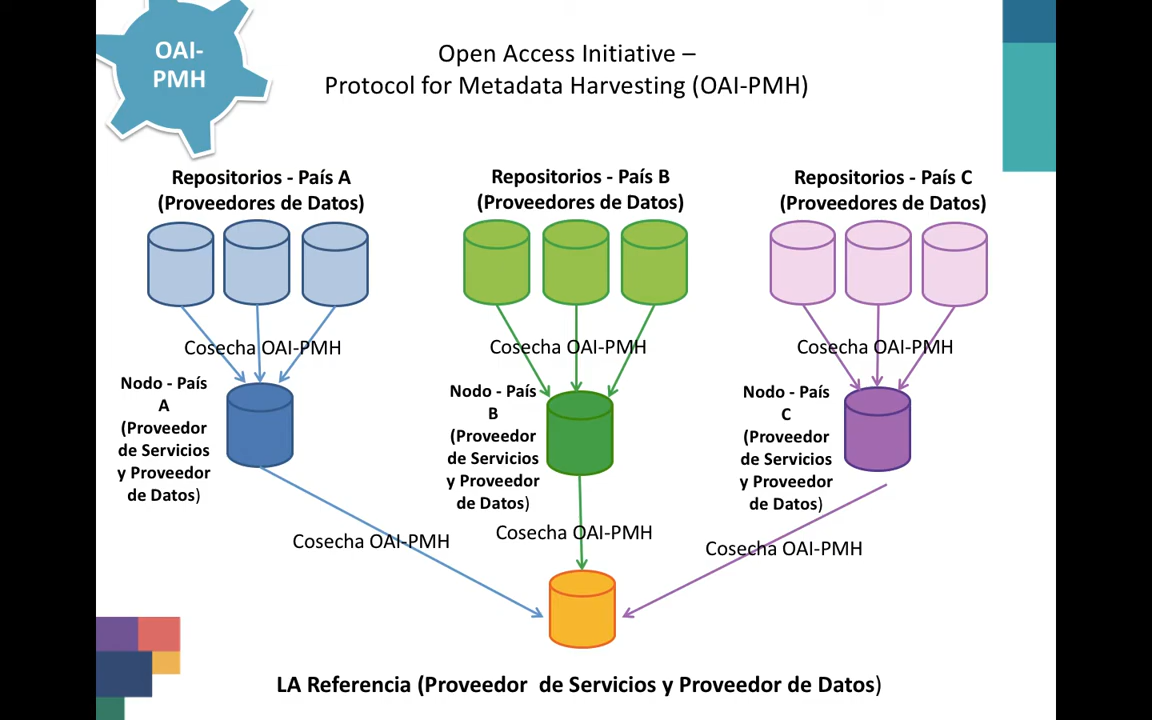 OAI-
PMH
Open Access Initiative –
Protocol for Metadata Harvesting (OAI-PMH)
Repositorios - País A
(Proveedores de Datos)
Repositorios - País B
(Proveedores de Datos)
Repositorios - País C
(Proveedores de Datos)
Cosecha OAI-PMH
Cosecha OAI-PMH
Cosecha OAI-PMH
Nodo - País
A
(Proveedor
de Servicios
y Proveedor
de Datos)
Nodo - País
B
(Proveedor
de Servicios
y Proveedor
de Datos)
Nodo - País
C
(Proveedor
de Servicios
y Proveedor
de Datos)
Cosecha OAI-PMH
Cosecha OAI-PMH
Cosecha OAI-PMH
LA Referencia (Proveedor  de Servicios y Proveedor de Datos)